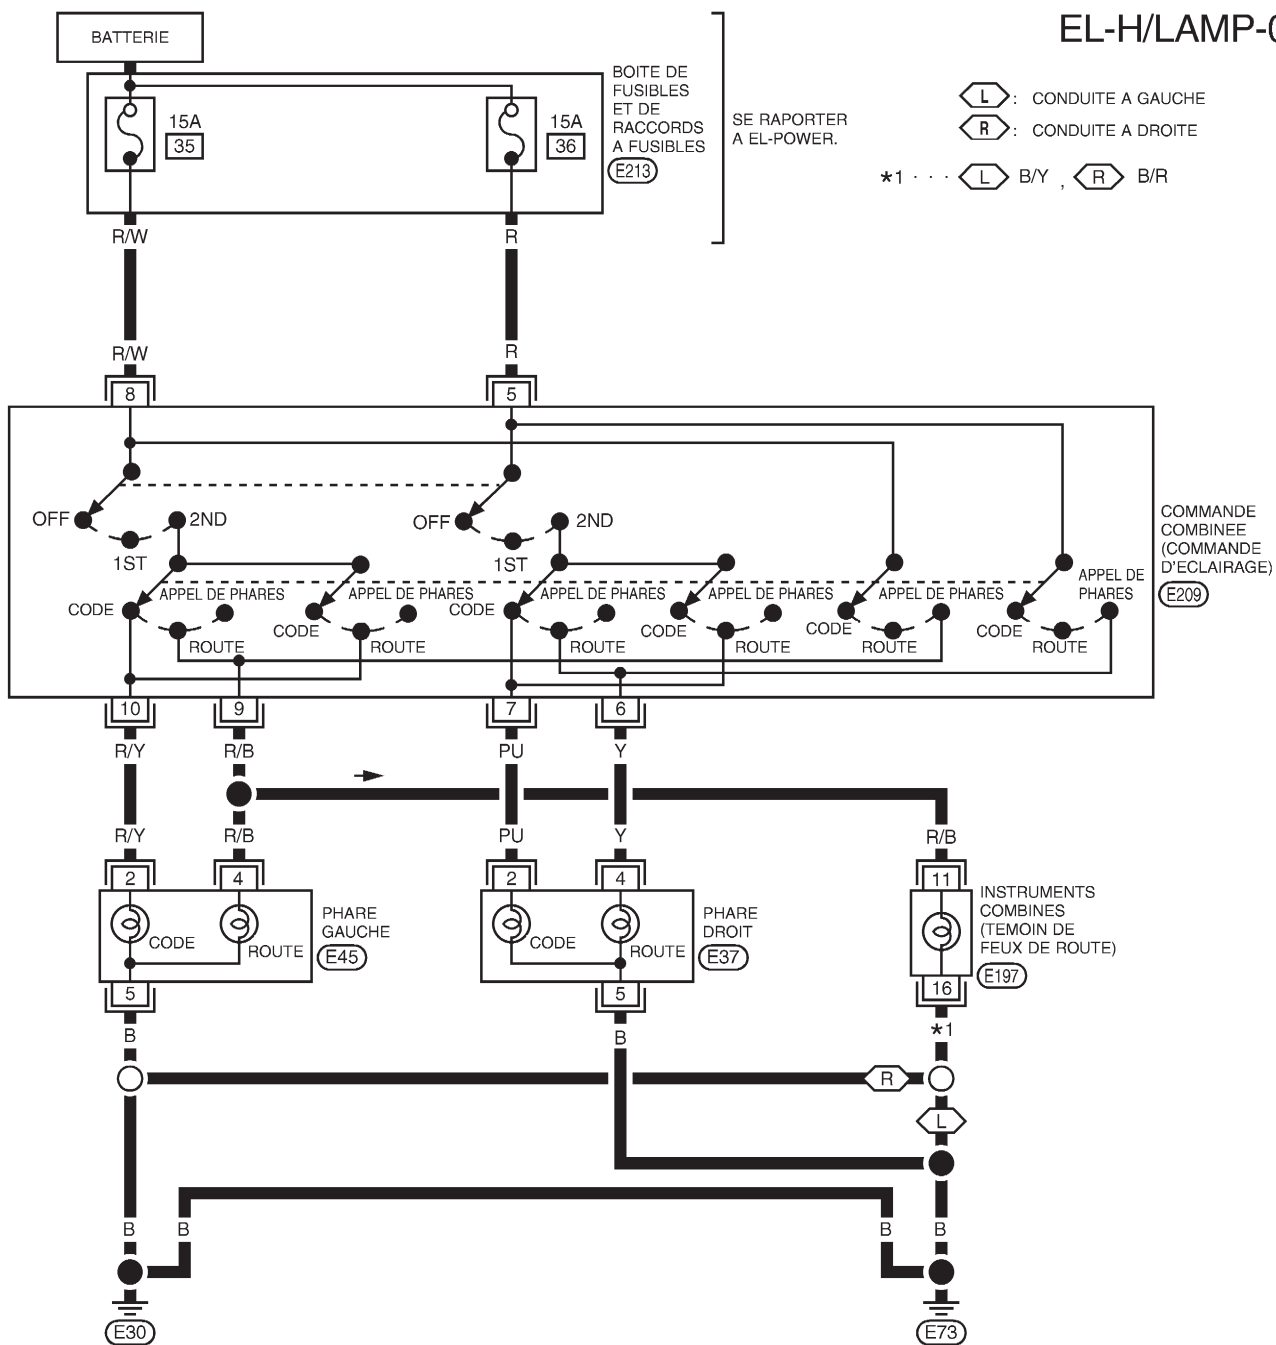 EL-H/LAMP-0
BATTERIE
15A
35
15A
36
BOITE DE
FUSIBLES
ET DE
RACCORDS
A FUSIBLES
E213
SE RAPORTER
A EL-POWER.
L : CONDUITE A GAUCHE
R : CONDUITE A DROITE
*1 · · · L B/Y , R B/R
R/W
R
R/W
R
8
5
OFF
1ST
2ND
OFF
1ST
2ND
COMMANDE
COMBINEE
(COMMANDE
D'ECLAIRAGE)
E209
CODE
APPEL DE PHARES
ROUTE
CODE
APPEL DE PHARES
ROUTE
CODE
APPEL DE PHARES
ROUTE
CODE
APPEL DE PHARES
ROUTE
CODE
APPEL DE PHARES
ROUTE
CODE
APPEL DE
PHARES
ROUTE
10
9
7
6
R/Y
R/B
PU
Y
R/Y
R/B
PU
Y
R/B
2
4
2
4
11
CODE
ROUTE
PHARE
GAUCHE
E45
CODE
ROUTE
PHARE
DROIT
E37
INSTRUMENTS
COMBINES
(TEMOIN DE
FEUX DE ROUTE)
E197
5
5
16
B
B
*1
R
L
B
B
B
B
E30
E73